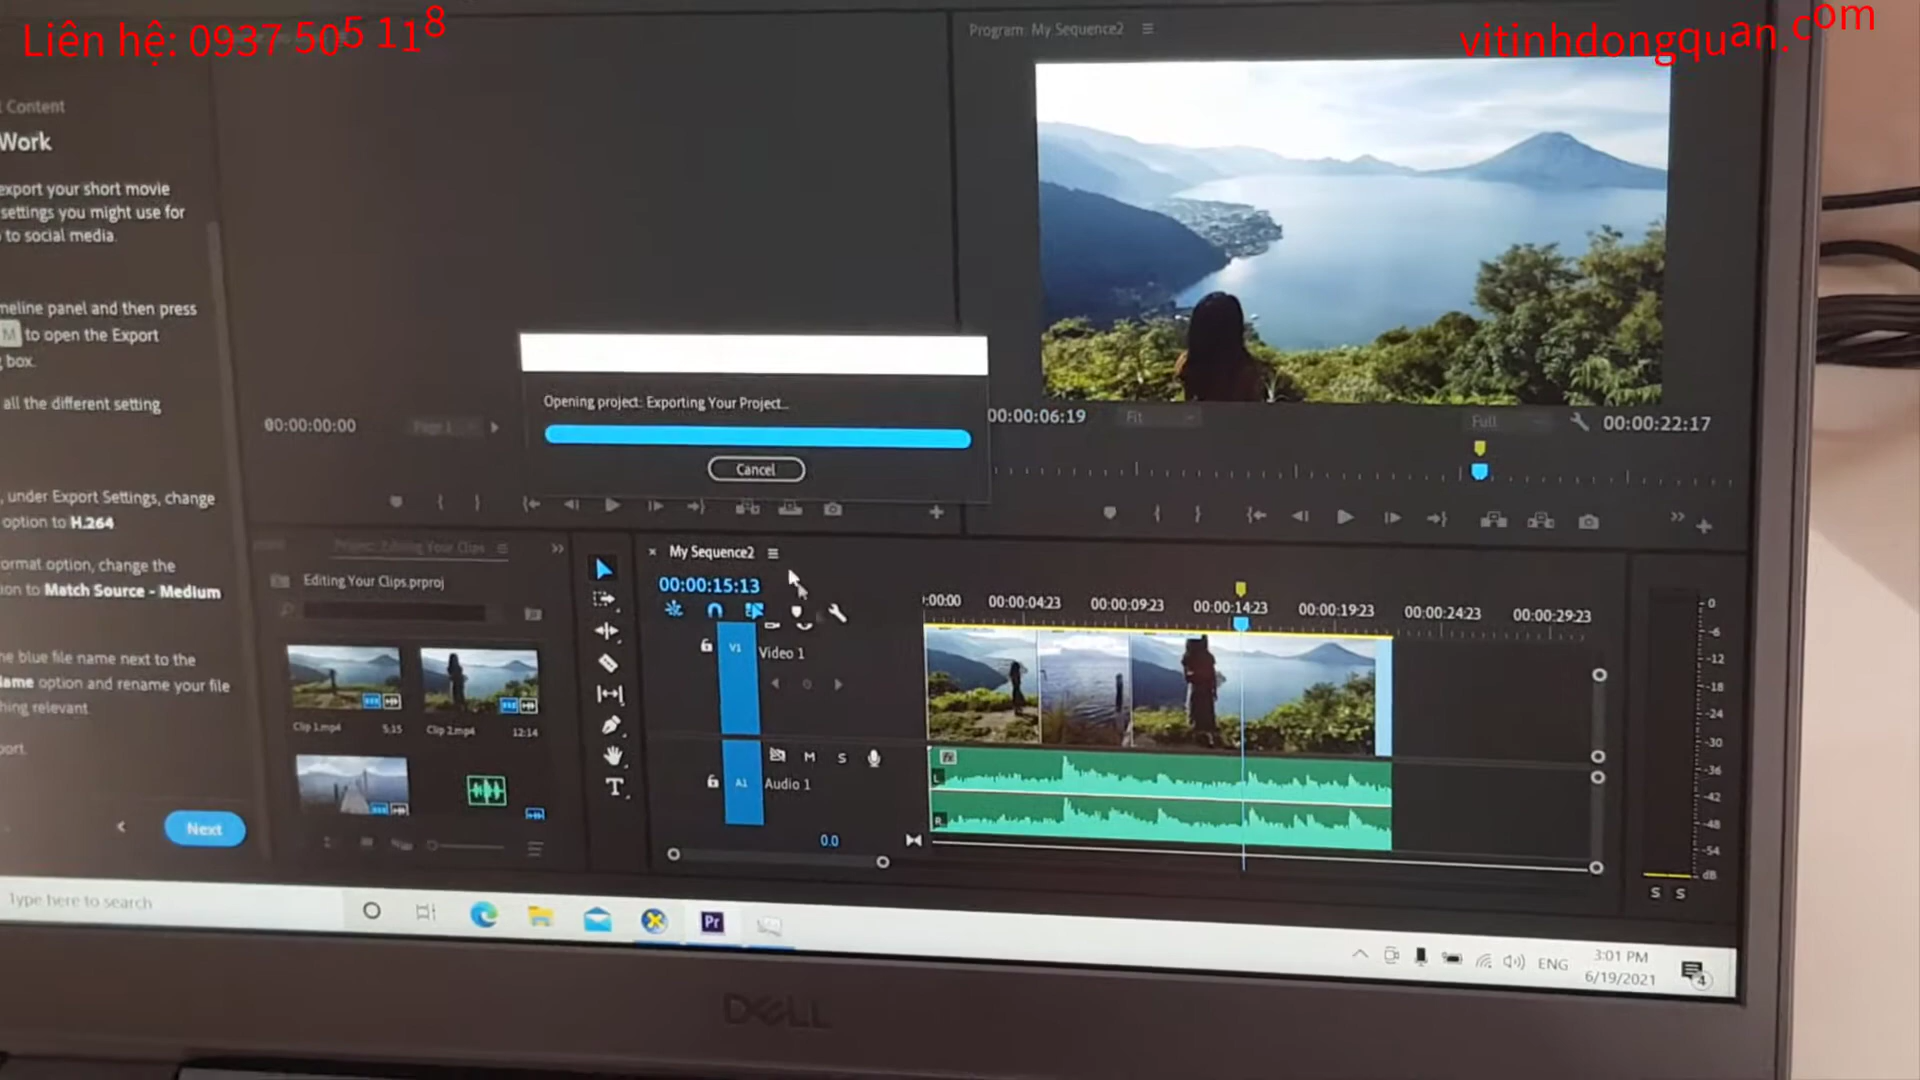 Liên hệ: 0937 505 118
vitinhdongquan.com
Program: My Sequence2
Content
Work
export your short movie
settings you might use for
to social media.
meline panel and then press
M to open the Export
box.
all the different setting
, under Export Settings, change
option to H.264
ormat option, change the
on to Match Source - Medium
he blue file name next to the
ame option and rename your file
hing relevant.
port.
Next
Opening project: Exporting Your Project...
Cancel
00:00:00:00
Page 1
00:00:06:19
Fit
Full
00:00:22:17
Project: Editing Your Clips
Editing Your Clips.prproj
Clip 1.mp4
5:15
Clip 2.mp4
12:14
My Sequence2
00:00:15:13
:00:00
00:00:04:23
00:00:09:23
00:00:14:23
00:00:19:23
00:00:24:23
00:00:29:23
V1
Video 1
A1
M
S
Audio 1
0.0
fx
L
R
0
-6
-12
-18
-24
-30
-36
-42
-48
-54
dB
S S
Type here to search
Pr
ENG
3:01 PM
6/19/2021
4
DELL